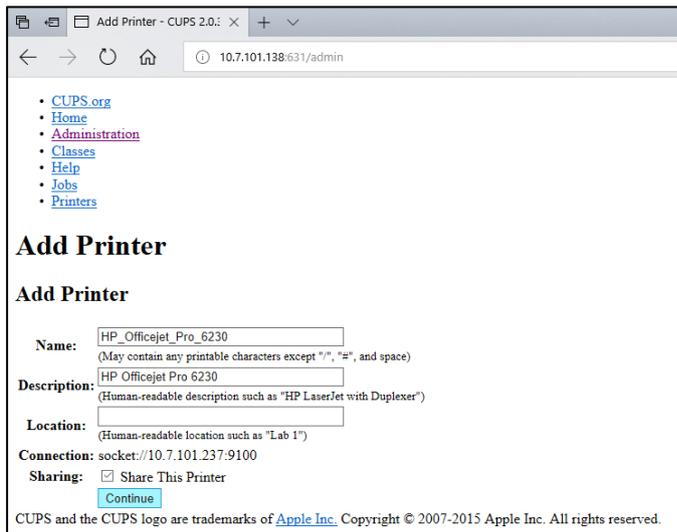 Add Printer - CUPS 2.0.:
10.7.101.138:631/admin
CUPS.org
Home
Administration
Classes
Help
Jobs
Printers
Add Printer
Add Printer
Name: HP_Officejet_Pro_6230
(May contain any printable characters except "/", "#", and space)
Description: HP Officejet Pro 6230
(Human-readable description such as "HP LaserJet with Duplexer")
Location:
(Human-readable location such as "Lab 1")
Connection: socket://10.7.101.237:9100
Sharing: Share This Printer
Continue
CUPS and the CUPS logo are trademarks of Apple Inc. Copyright © 2007-2015 Apple Inc. All rights reserved.